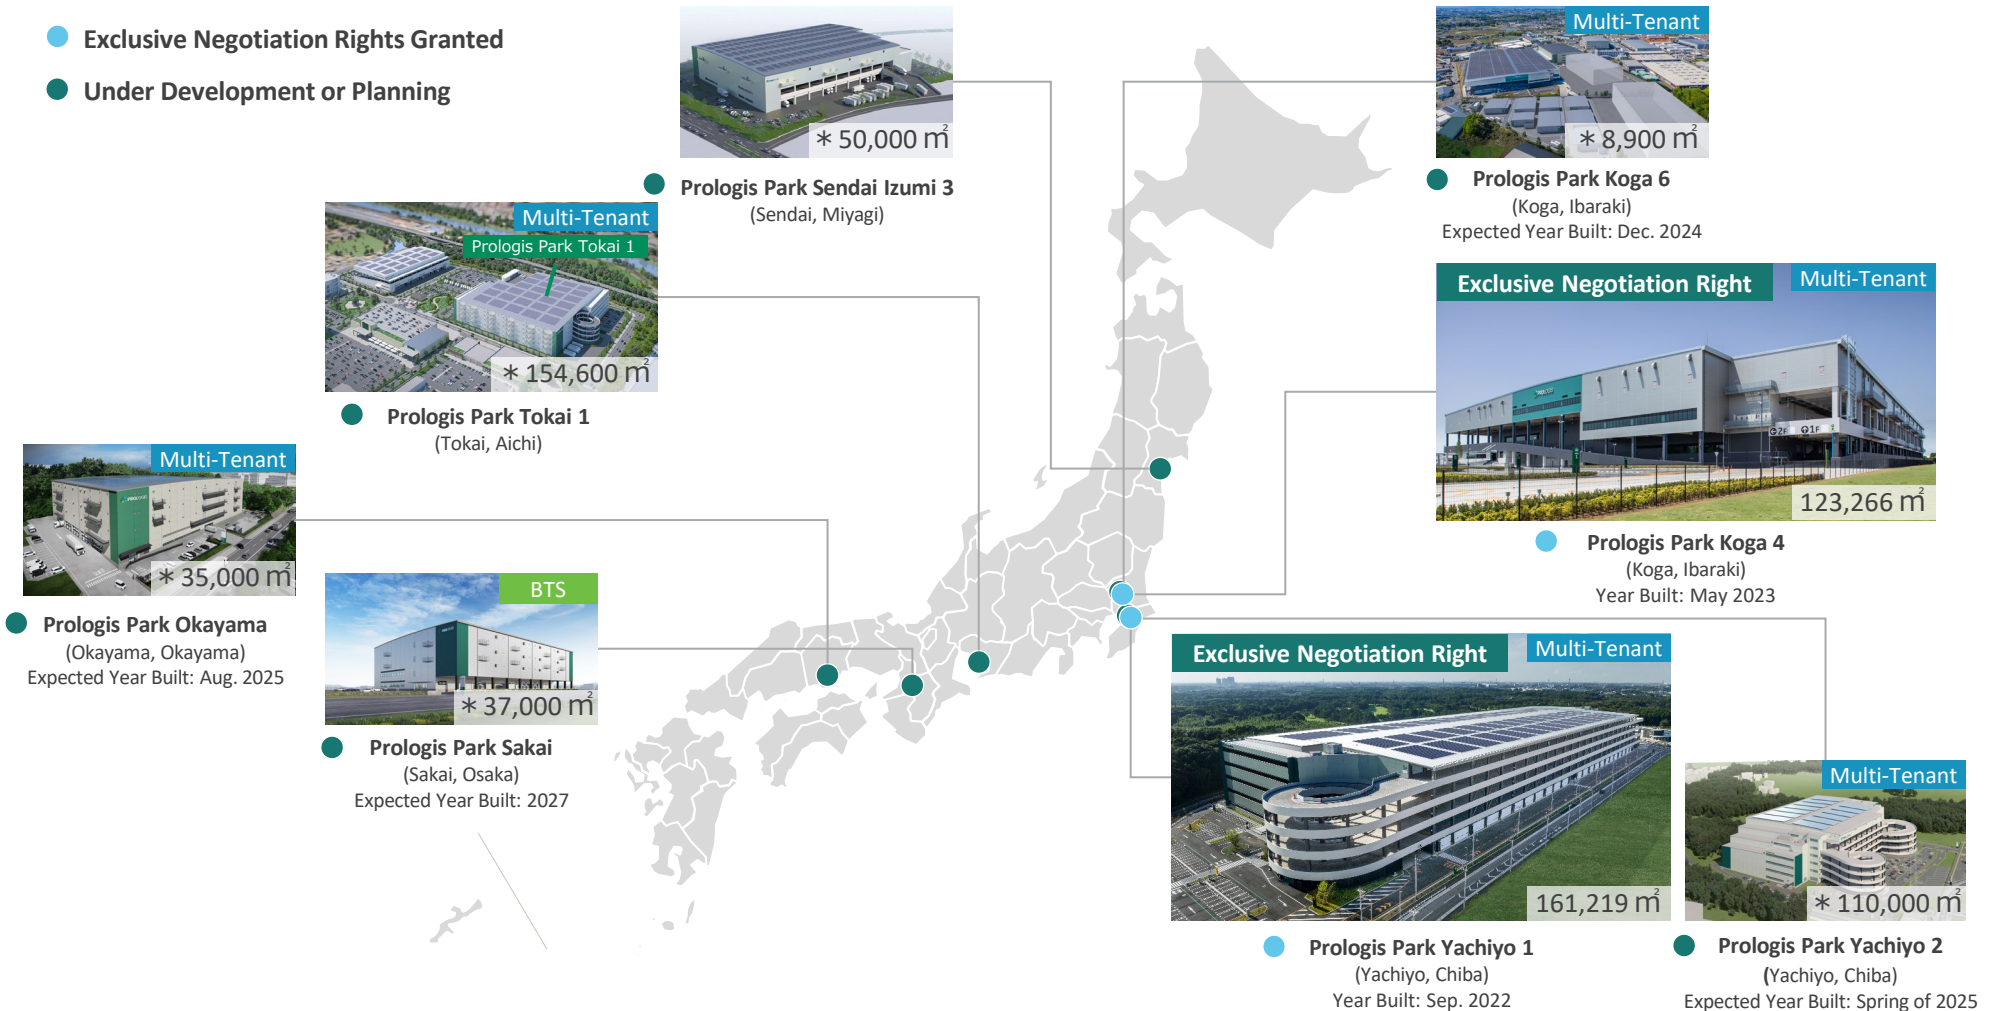 Exclusive Negotiation Rights Granted
Under Development or Planning
* 50,000 ㎡
Prologis Park Sendai Izumi 3
(Sendai, Miyagi)
Multi-Tenant
* 8,900 ㎡
Prologis Park Koga 6
(Koga, Ibaraki)
Expected Year Built: Dec. 2024
Multi-Tenant
Prologis Park Tokai 1
* 154,600 ㎡
Prologis Park Tokai 1
(Tokai, Aichi)
Exclusive Negotiation Right
Multi-Tenant
2F
1F
123,266 ㎡
Prologis Park Koga 4
(Koga, Ibaraki)
Year Built: May 2023
Multi-Tenant
PROLOGIS
* 35,000 ㎡
Prologis Park Okayama
(Okayama, Okayama)
Expected Year Built: Aug. 2025
BTS
* 37,000 ㎡
Prologis Park Sakai
(Sakai, Osaka)
Expected Year Built: 2027
Exclusive Negotiation Right
Multi-Tenant
161,219 ㎡
Prologis Park Yachiyo 1
(Yachiyo, Chiba)
Year Built: Sep. 2022
Multi-Tenant
* 110,000 ㎡
Prologis Park Yachiyo 2
(Yachiyo, Chiba)
Expected Year Built: Spring of 2025